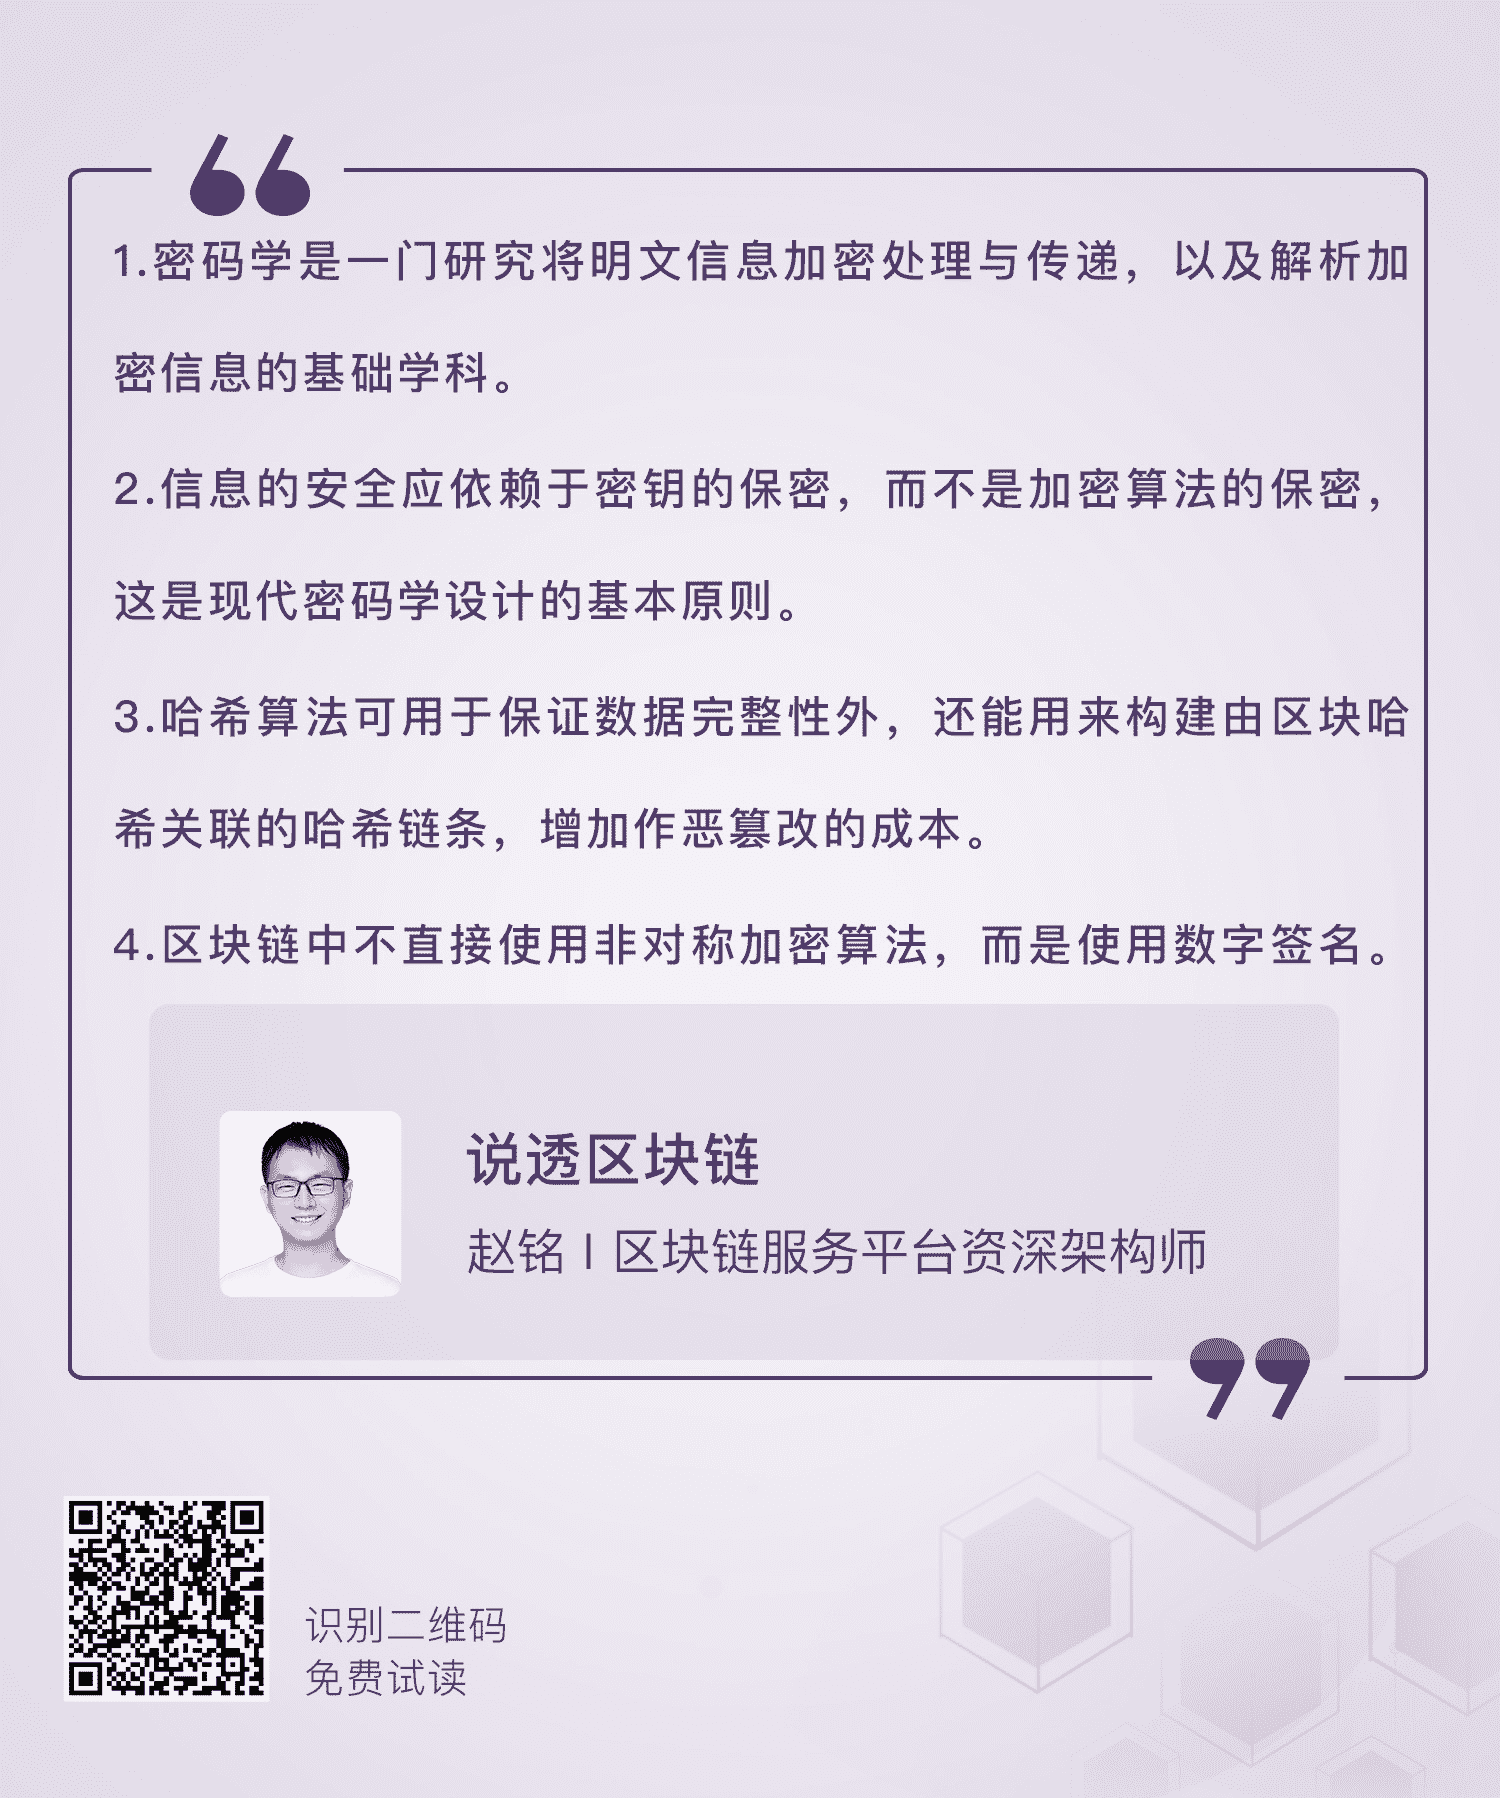 1.密码学是一门研究将明文信息加密处理与传递，以及解析加
密信息的基础学科。
2.信息的安全应依赖于密钥的保密，而不是加密算法的保密，
这是现代密码学设计的基本原则。
3.哈希算法可用于保证数据完整性外，还能用来构建由区块哈
希关联的哈希链条，增加作恶篡改的成本。
4.区块链中不直接使用非对称加密算法，而是使用数字签名。
说透区块链
赵铭 | 区块链服务平台资深架构师
识别二维码
免费试读